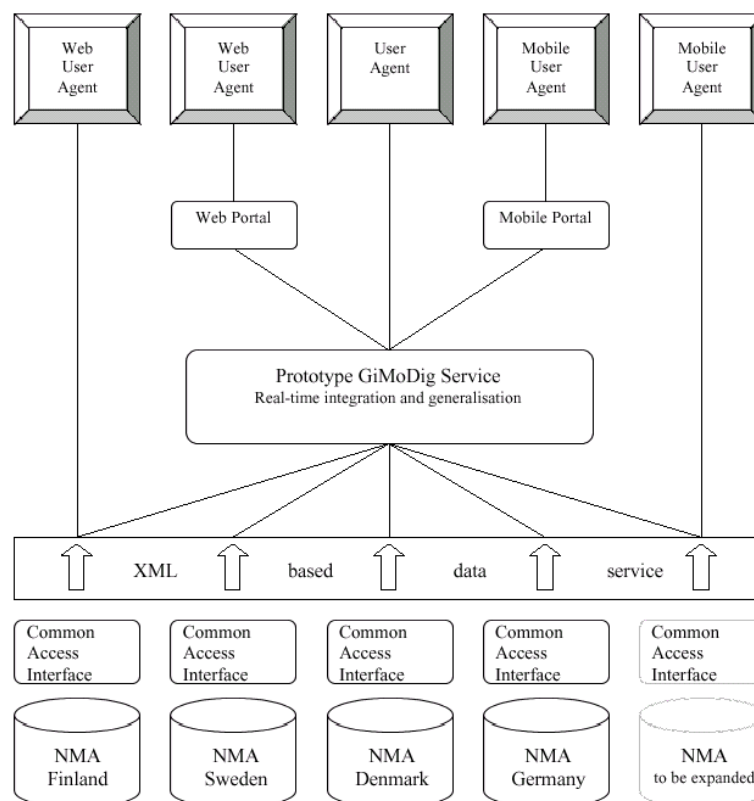 Web
User
Agent
Web
User
Agent
User
Agent
Mobile
User
Agent
Mobile
User
Agent
Web Portal
Mobile Portal
Prototype GiMoDig Service
Real-time integration and generalisation
XML based data service
Common
Access
Interface
Common
Access
Interface
Common
Access
Interface
Common
Access
Interface
Common
Access
Interface
NMA
Finland
NMA
Sweden
NMA
Denmark
NMA
Germany
NMA
to be expanded